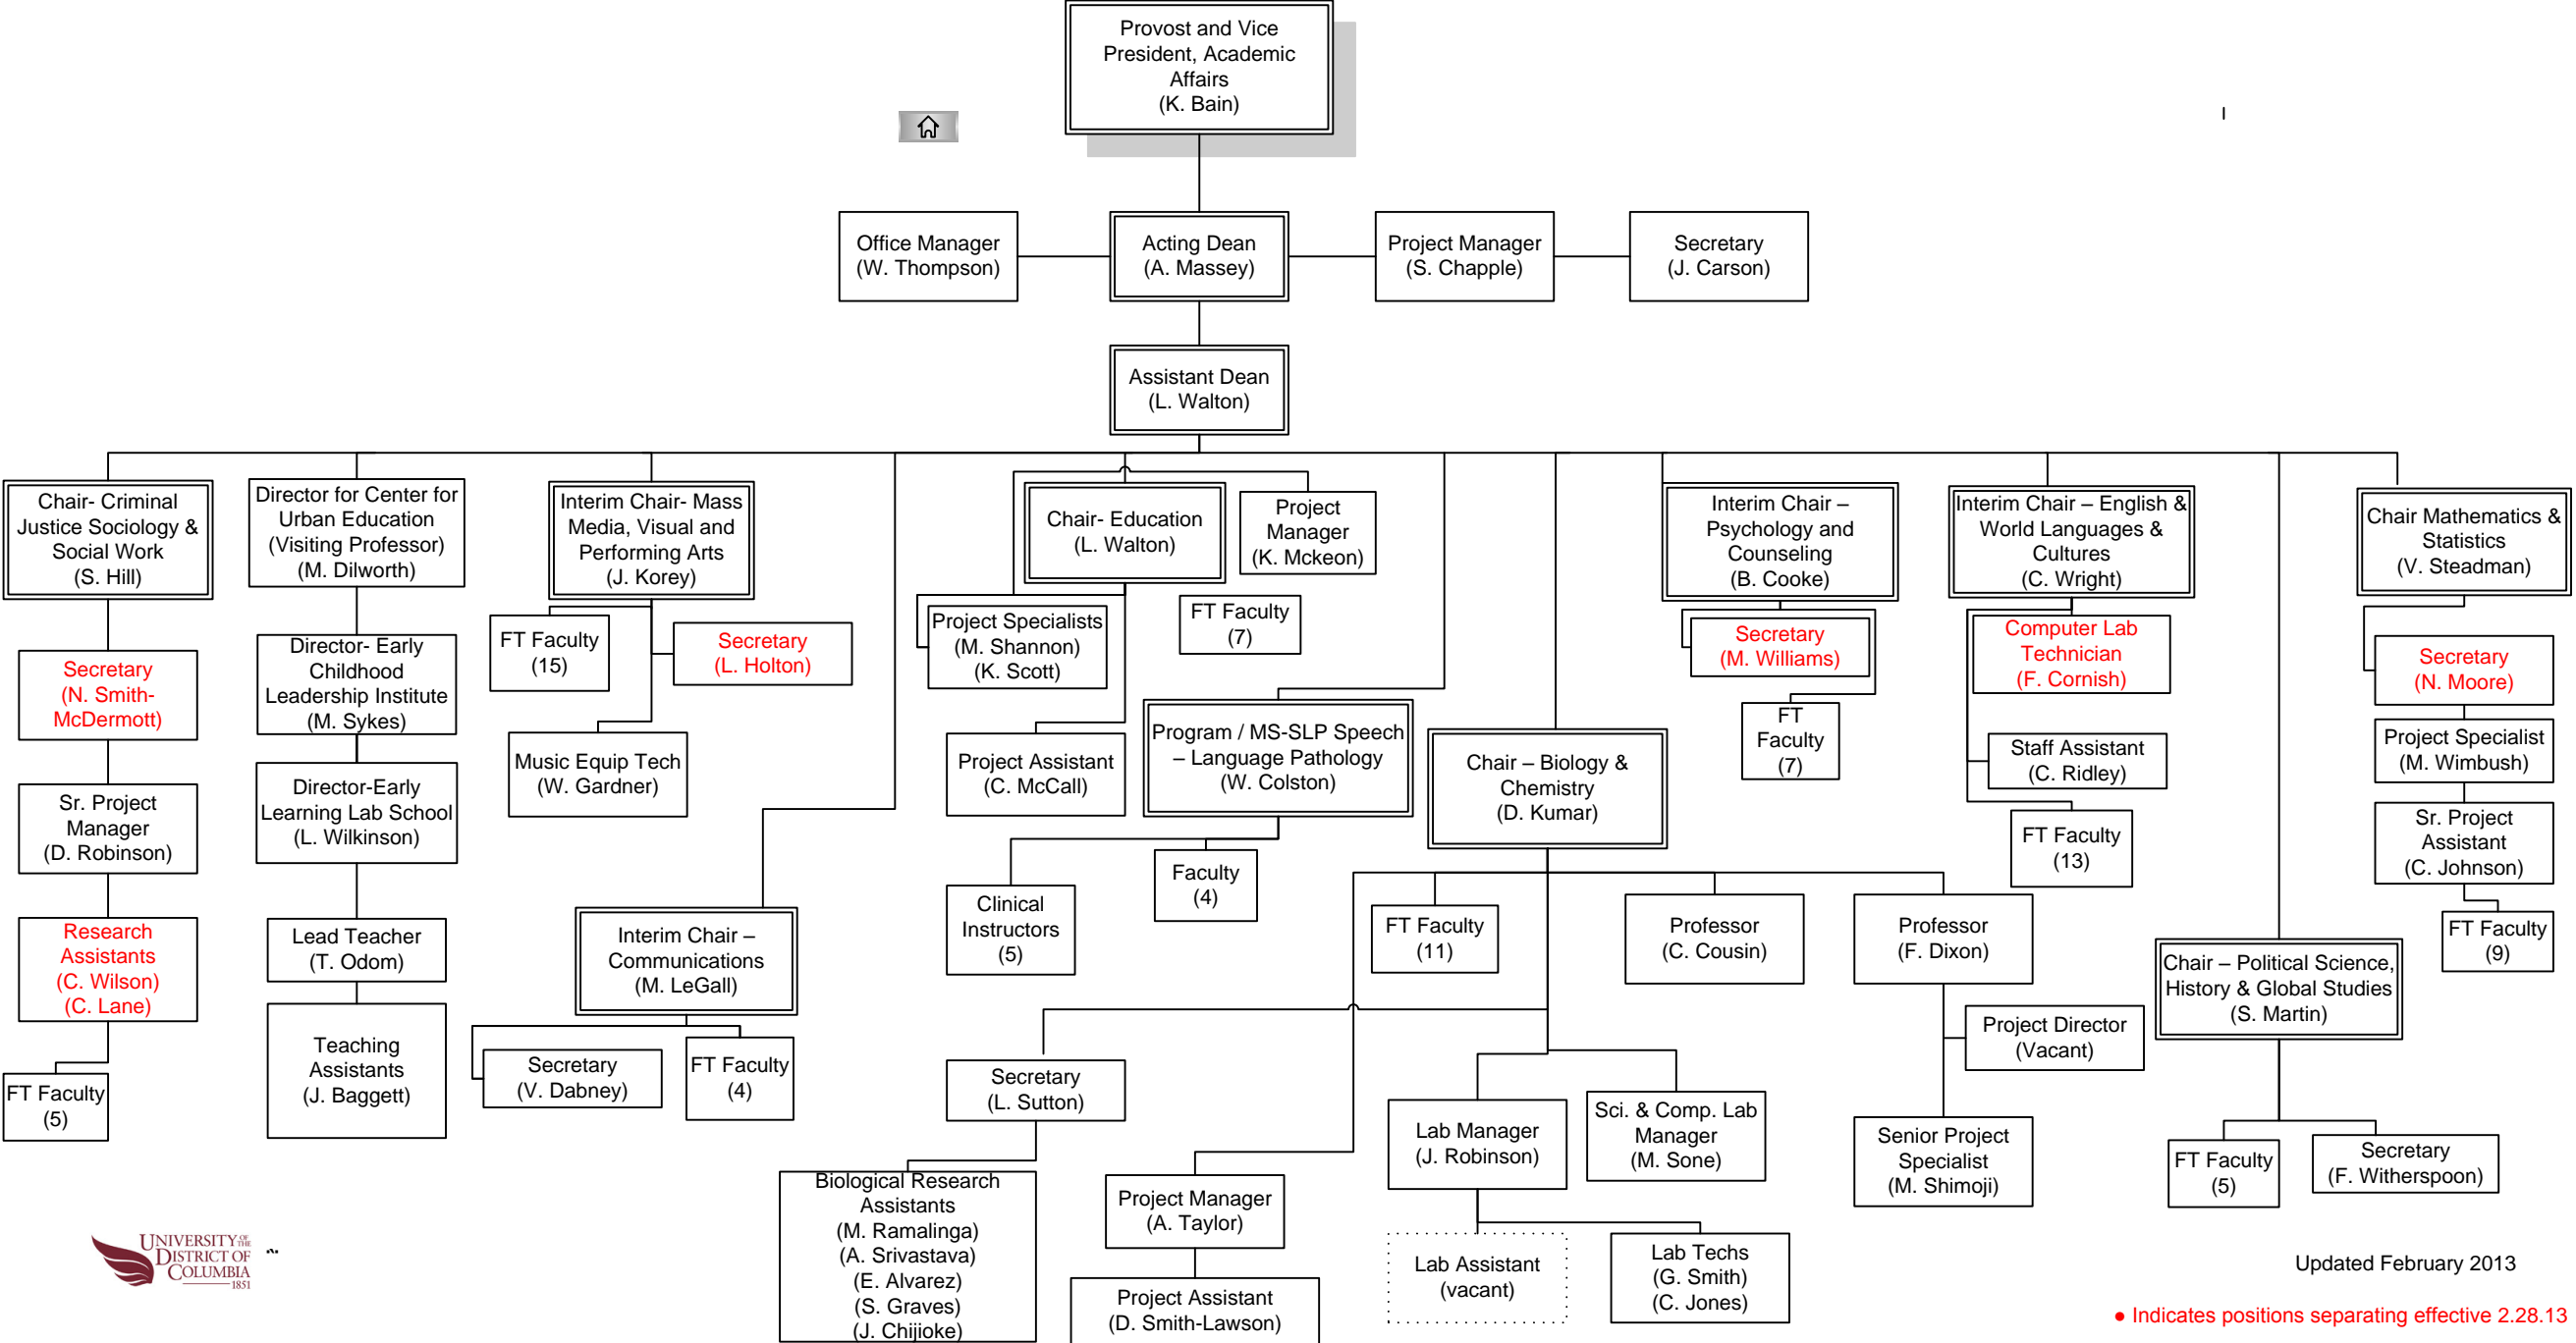 Provost and Vice
President, Academic
Affairs
(K. Bain)
Office Manager
(W. Thompson)
Acting Dean
(A. Massey)
Project Manager
(S. Chapple)
Secretary
(J. Carson)
Assistant Dean
(L. Walton)
Chair- Criminal
Justice Sociology &
Social Work
(S. Hill)
Secretary
(N. Smith-
McDermott)
Sr. Project
Manager
(D. Robinson)
Research
Assistants
(C. Wilson)
(C. Lane)
FT Faculty
(5)
Director for Center for
Urban Education
(Visiting Professor)
(M. Dilworth)
Director- Early
Childhood
Leadership Institute
(M. Sykes)
Director-Early
Learning Lab School
(L. Wilkinson)
Lead Teacher
(T. Odom)
Teaching
Assistants
(J. Baggett)
Interim Chair- Mass
Media, Visual and
Performing Arts
(J. Korey)
FT Faculty
(15)
Secretary
(L. Holton)
Music Equip Tech
(W. Gardner)
Interim Chair –
Communications
(M. LeGall)
Secretary
(V. Dabney)
FT Faculty
(4)
Chair- Education
(L. Walton)
Project
Manager
(K. Mckeon)
Project Specialists
(M. Shannon)
(K. Scott)
FT Faculty
(7)
Project Assistant
(C. McCall)
Program / MS-SLP Speech
– Language Pathology
(W. Colston)
Clinical
Instructors
(5)
Faculty
(4)
Chair – Biology &
Chemistry
(D. Kumar)
FT Faculty
(11)
Professor
(C. Cousin)
Professor
(F. Dixon)
Project Director
(Vacant)
Senior Project
Specialist
(M. Shimoji)
Secretary
(L. Sutton)
Biological Research
Assistants
(M. Ramalinga)
(A. Srivastava)
(E. Alvarez)
(S. Graves)
(J. Chijioke)
Project Manager
(A. Taylor)
Project Assistant
(D. Smith-Lawson)
Lab Manager
(J. Robinson)
Sci. & Comp. Lab
Manager
(M. Sone)
Lab Assistant
(vacant)
Lab Techs
(G. Smith)
(C. Jones)
Interim Chair –
Psychology and
Counseling
(B. Cooke)
Secretary
(M. Williams)
FT
Faculty
(7)
Interim Chair – English &
World Languages &
Cultures
(C. Wright)
Computer Lab
Technician
(F. Cornish)
Staff Assistant
(C. Ridley)
FT Faculty
(13)
Chair – Political Science,
History & Global Studies
(S. Martin)
FT Faculty
(5)
Secretary
(F. Witherspoon)
Chair Mathematics &
Statistics
(V. Steadman)
Secretary
(N. Moore)
Project Specialist
(M. Wimbush)
Sr. Project
Assistant
(C. Johnson)
FT Faculty
(9)
UNIVERSITY OF THE
DISTRICT OF
COLUMBIA
1851
Updated February 2013
● Indicates positions separating effective 2.28.13